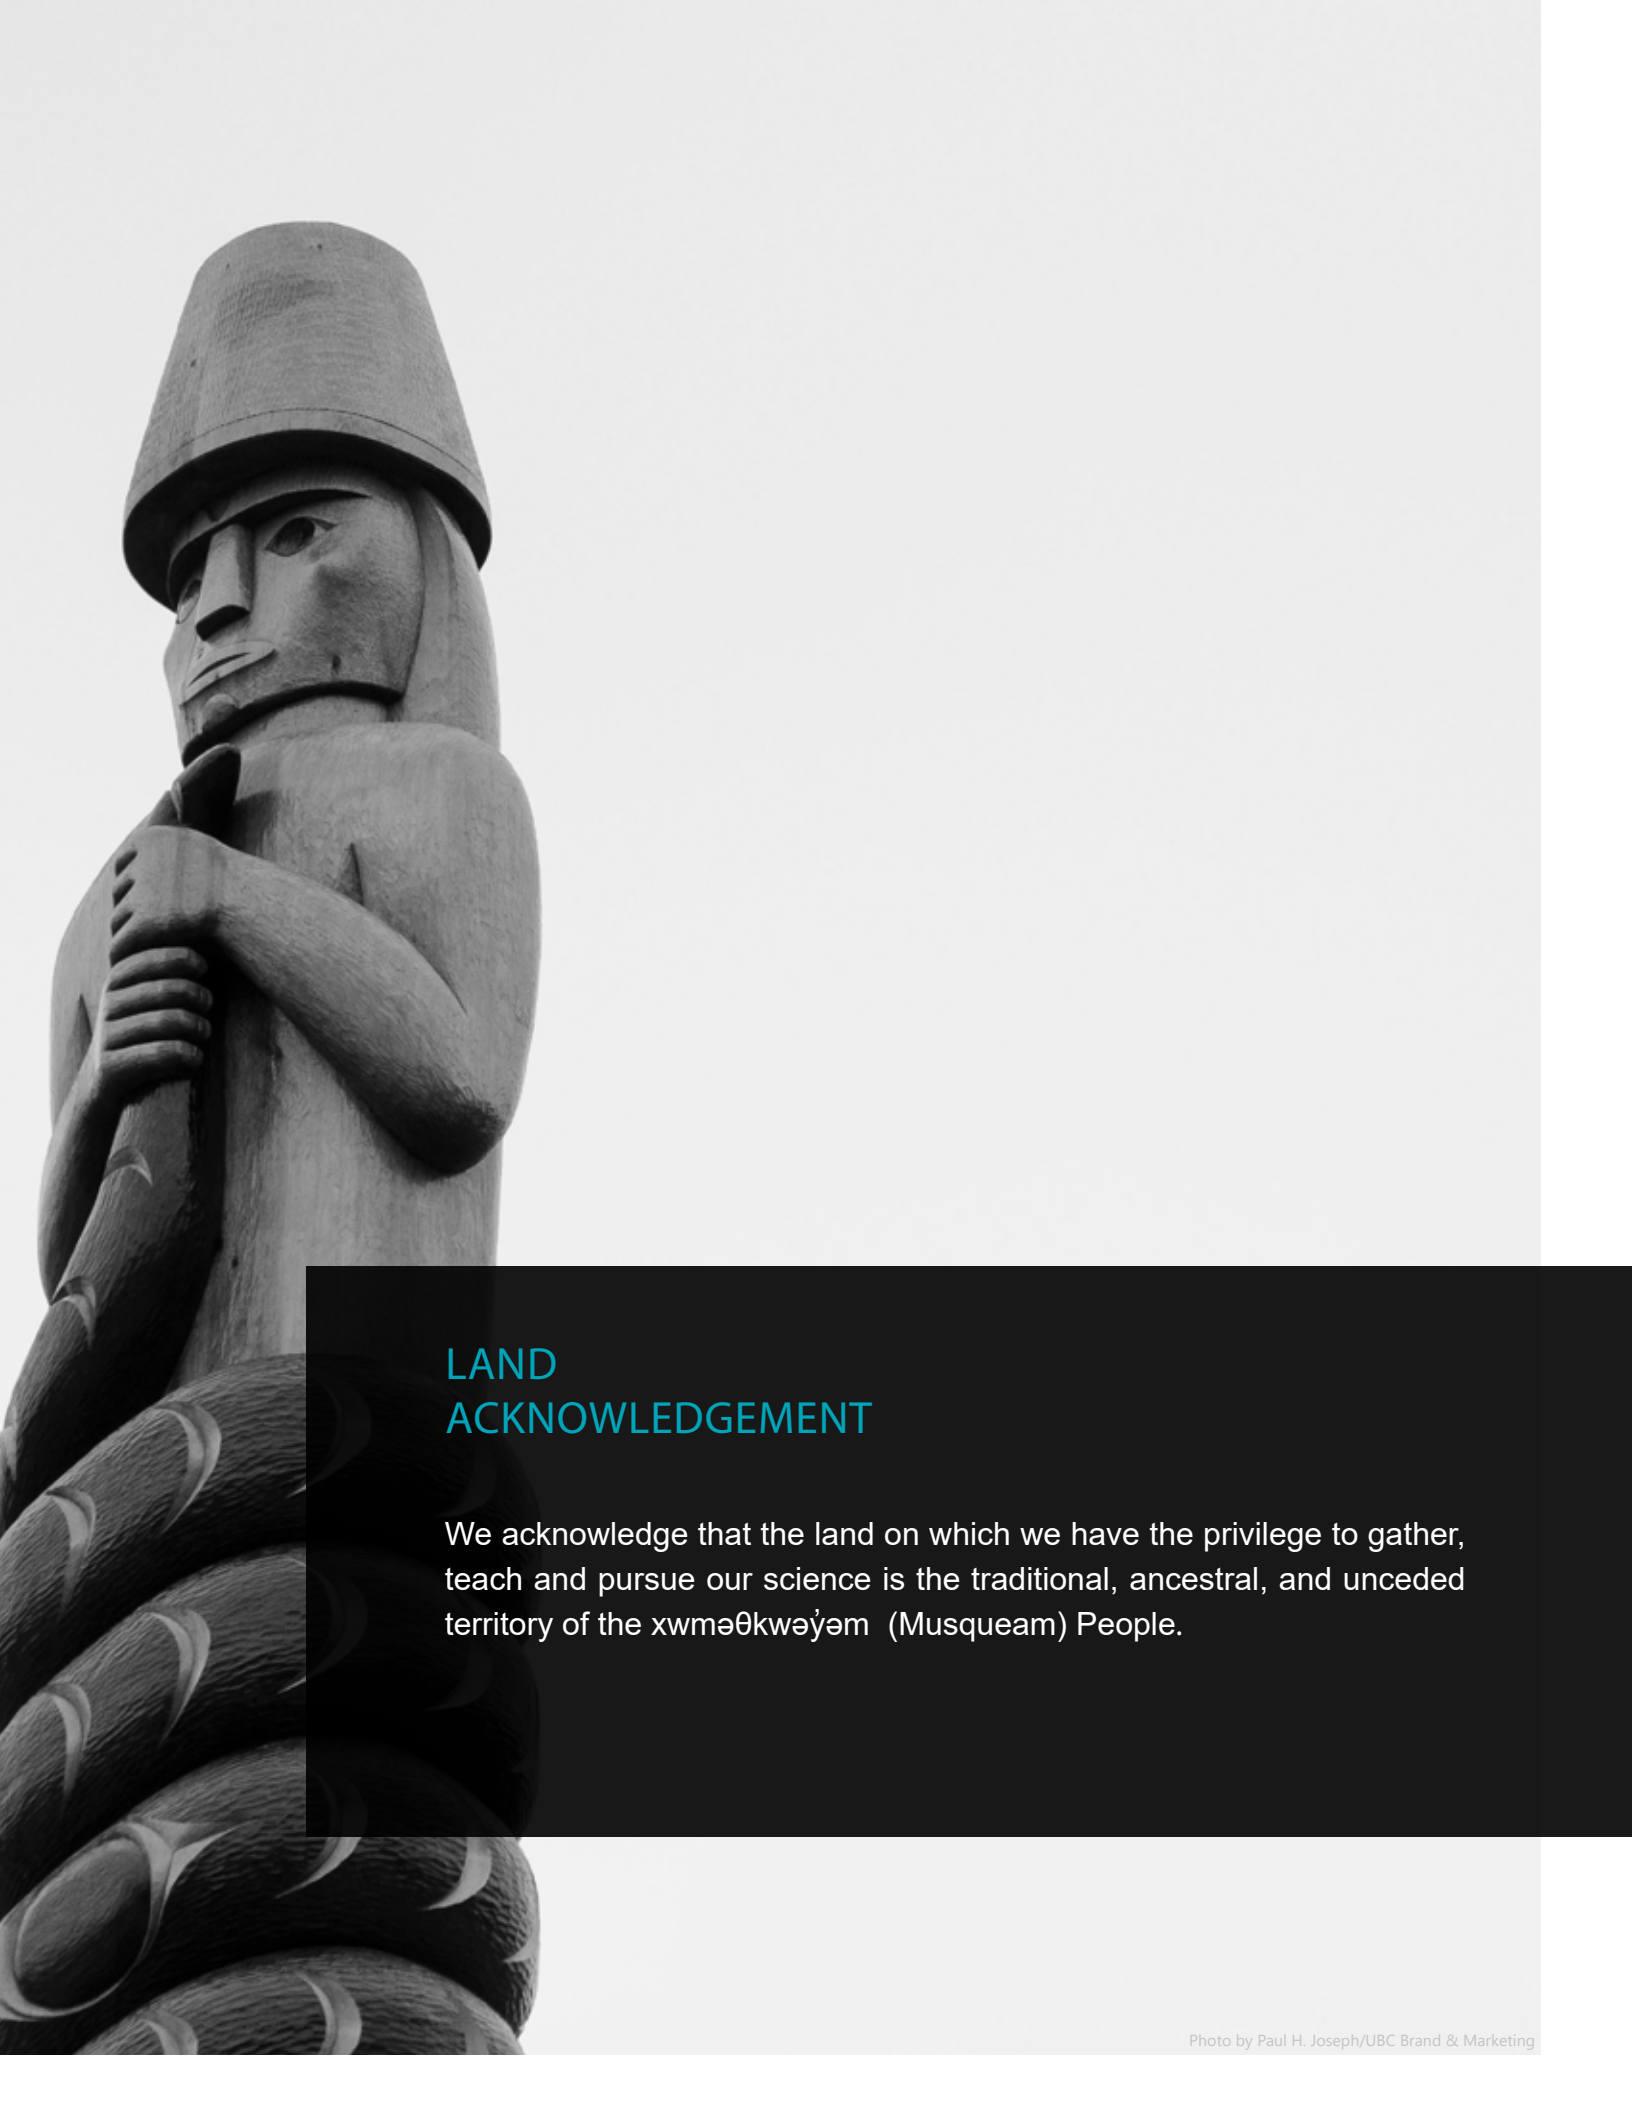 LAND
ACKNOWLEDGEMENT
We acknowledge that the land on which we have the privilege to gather,
teach and pursue our science is the traditional, ancestral, and unceded
territory of the xwməθkwəy̓əm (Musqueam) People.
Photo by Paul H. Joseph/UBC Brand & Marketing